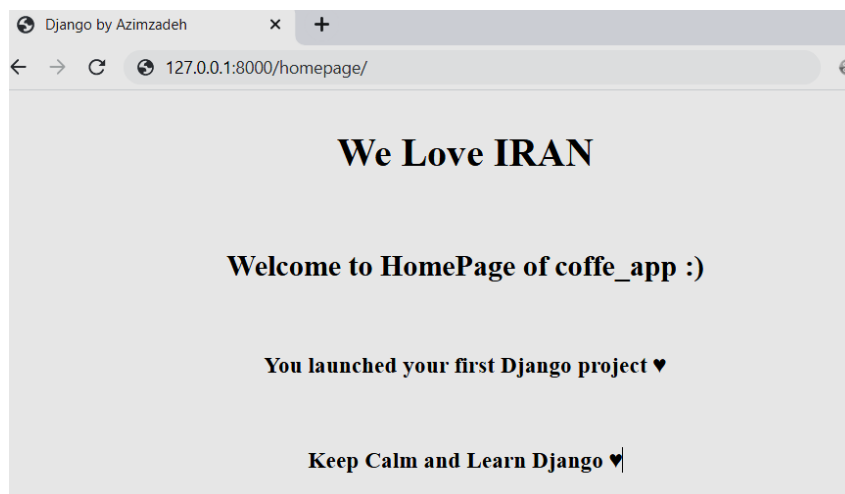 Django by Azimzadeh
127.0.0.1:8000/homepage/
We Love IRAN
Welcome to HomePage of coffe_app :)
You launched your first Django project ♥
Keep Calm and Learn Django ♥